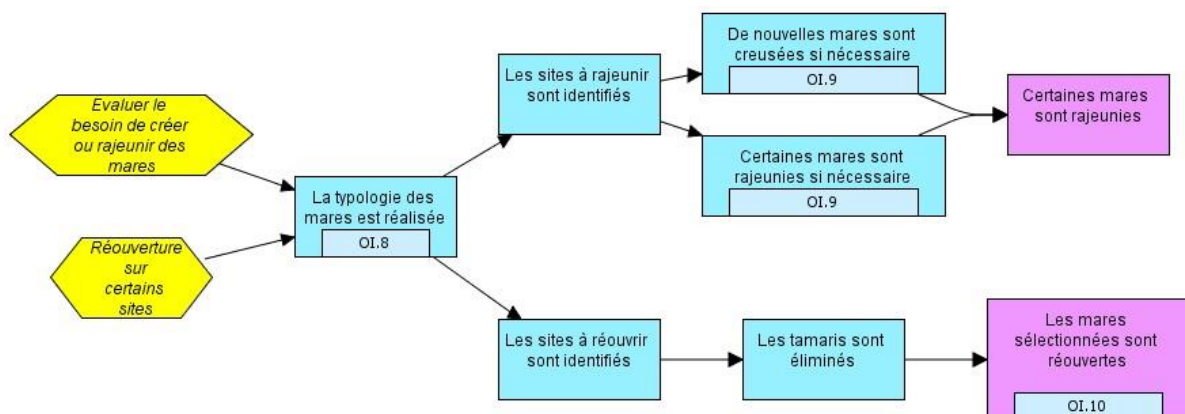 Evaluer le
besoin de créer
ou rajeunir des
mares
Réouverture
sur
certains
sites
La typologie des
mares est réalisée
OI.8
Les sites à rajeunir
sont identifiés
De nouvelles mares sont
creusées si nécessaire
OI.9
Certaines mares sont
rajeunies si nécessaire
OI.9
Certaines mares
sont rajeunies
Les sites à réouvrir
sont identifiés
Les tamaris sont
éliminés
Les mares
sélectionnées sont
réouvertes
OI.10